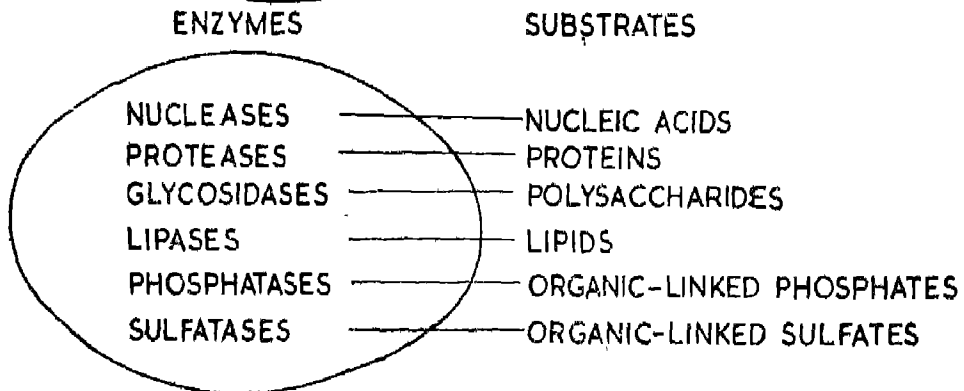 ENZYMES SUBSTRATES
NUCLEASES NUCLEIC ACIDS
PROTEASES PROTEINS
GLYCOSIDASES POLYSACCHARIDES
LIPASES LIPIDS
PHOSPHATASES ORGANIC-LINKED PHOSPHATES
SULFATASES ORGANIC-LINKED SULFATES